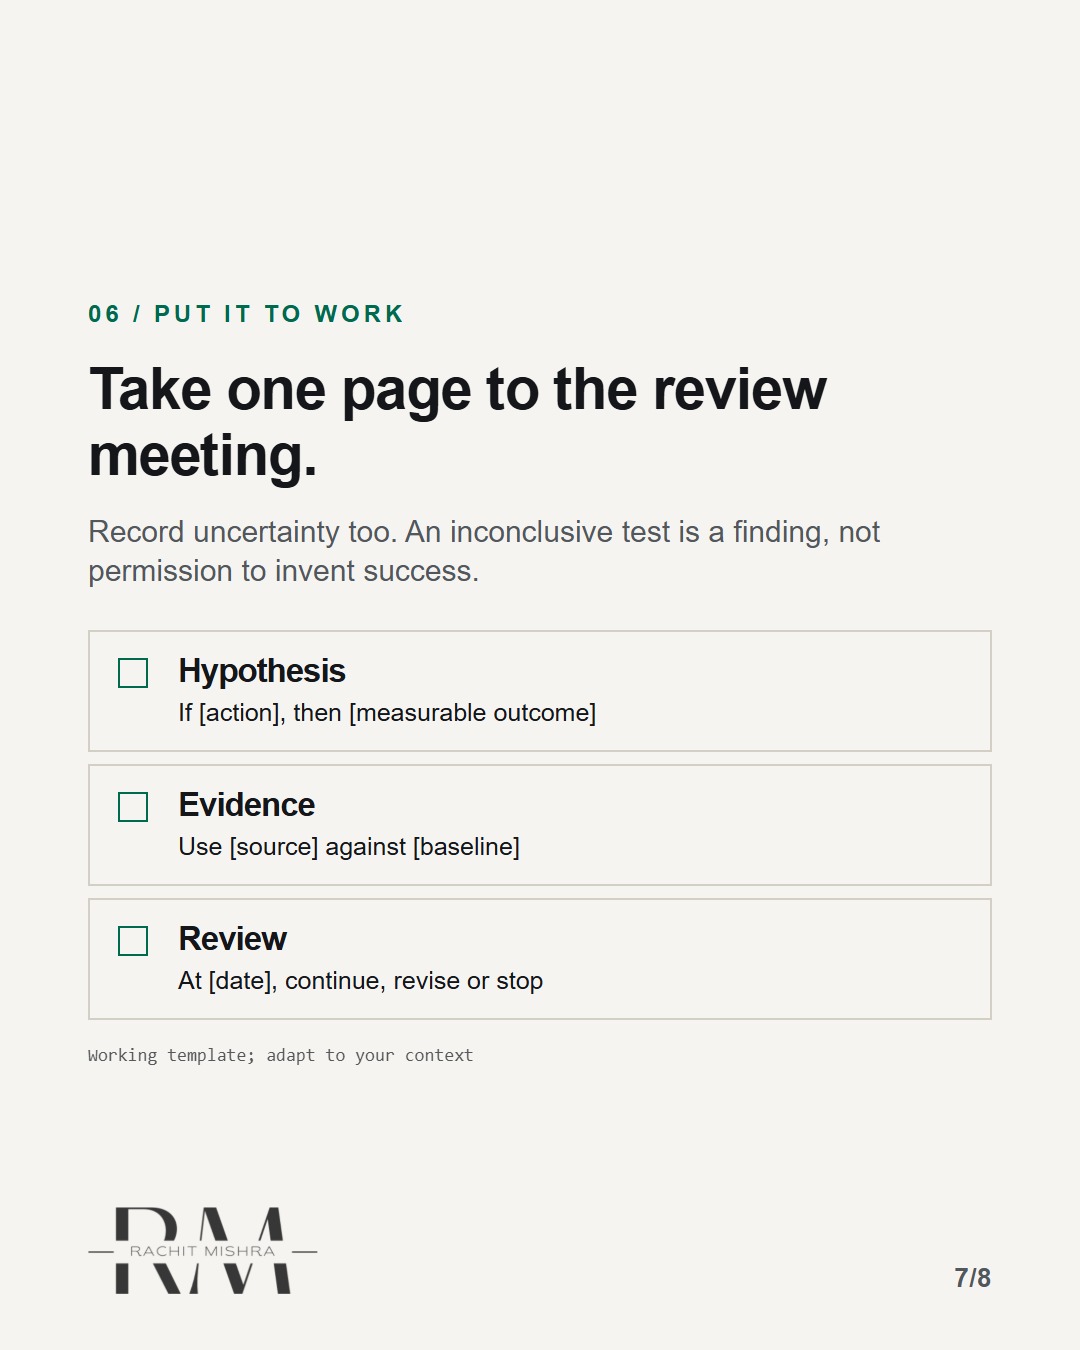 06 / PUT IT TO WORK
Take one page to the review
meeting.
Record uncertainty too. An inconclusive test is a finding, not
permission to invent success.
Hypothesis
If [action], then [measurable outcome]
Evidence
Use [source] against [baseline]
Review
At [date], continue, revise or stop
Working template; adapt to your context
RM
RACHIT MISHRA
7/8